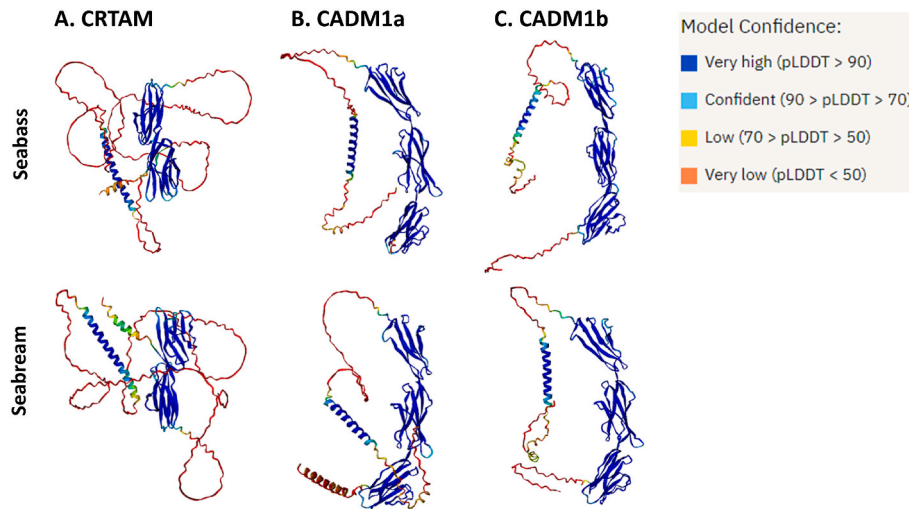 A. CRTAM
B. CADM1a
C. CADM1b
Model Confidence:
Very high (pLDDT > 90)
Confident (90 > pLDDT > 70)
Low (70 > pLDDT > 50)
Very low (pLDDT < 50)
Seabass
Seabream